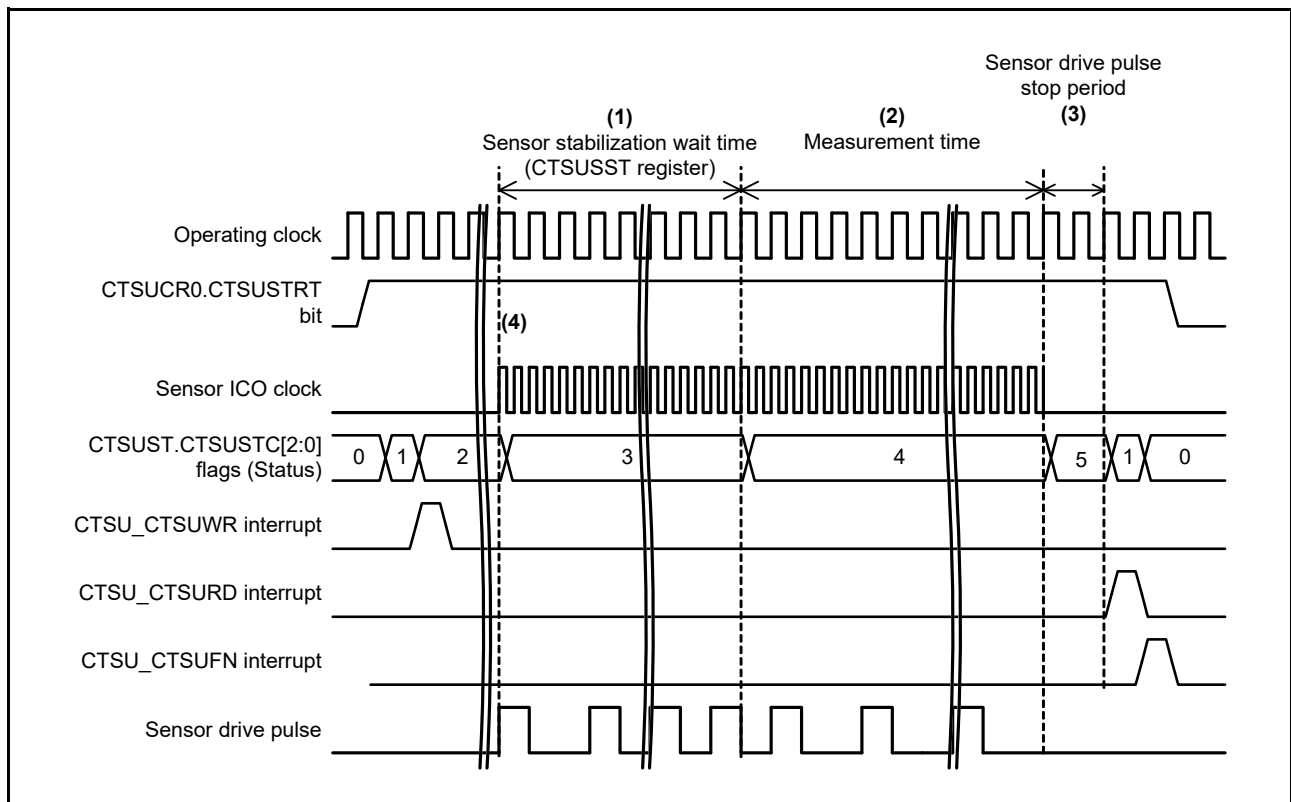 Sensor drive pulse
stop period
(1)
(2)
(3)
Sensor stabilization wait time
(CTSUSST register)
Measurement time
Operating clock
CTSUCR0.CTSUSTRT
bit
(4)
Sensor ICO clock
CTSUST.CTSUSTC[2:0]
flags (Status)
0 1 2 3 4 5 1 0
CTSU_CTSUWR interrupt
CTSU_CTSURD interrupt
CTSU_CTSUFN interrupt
Sensor drive pulse